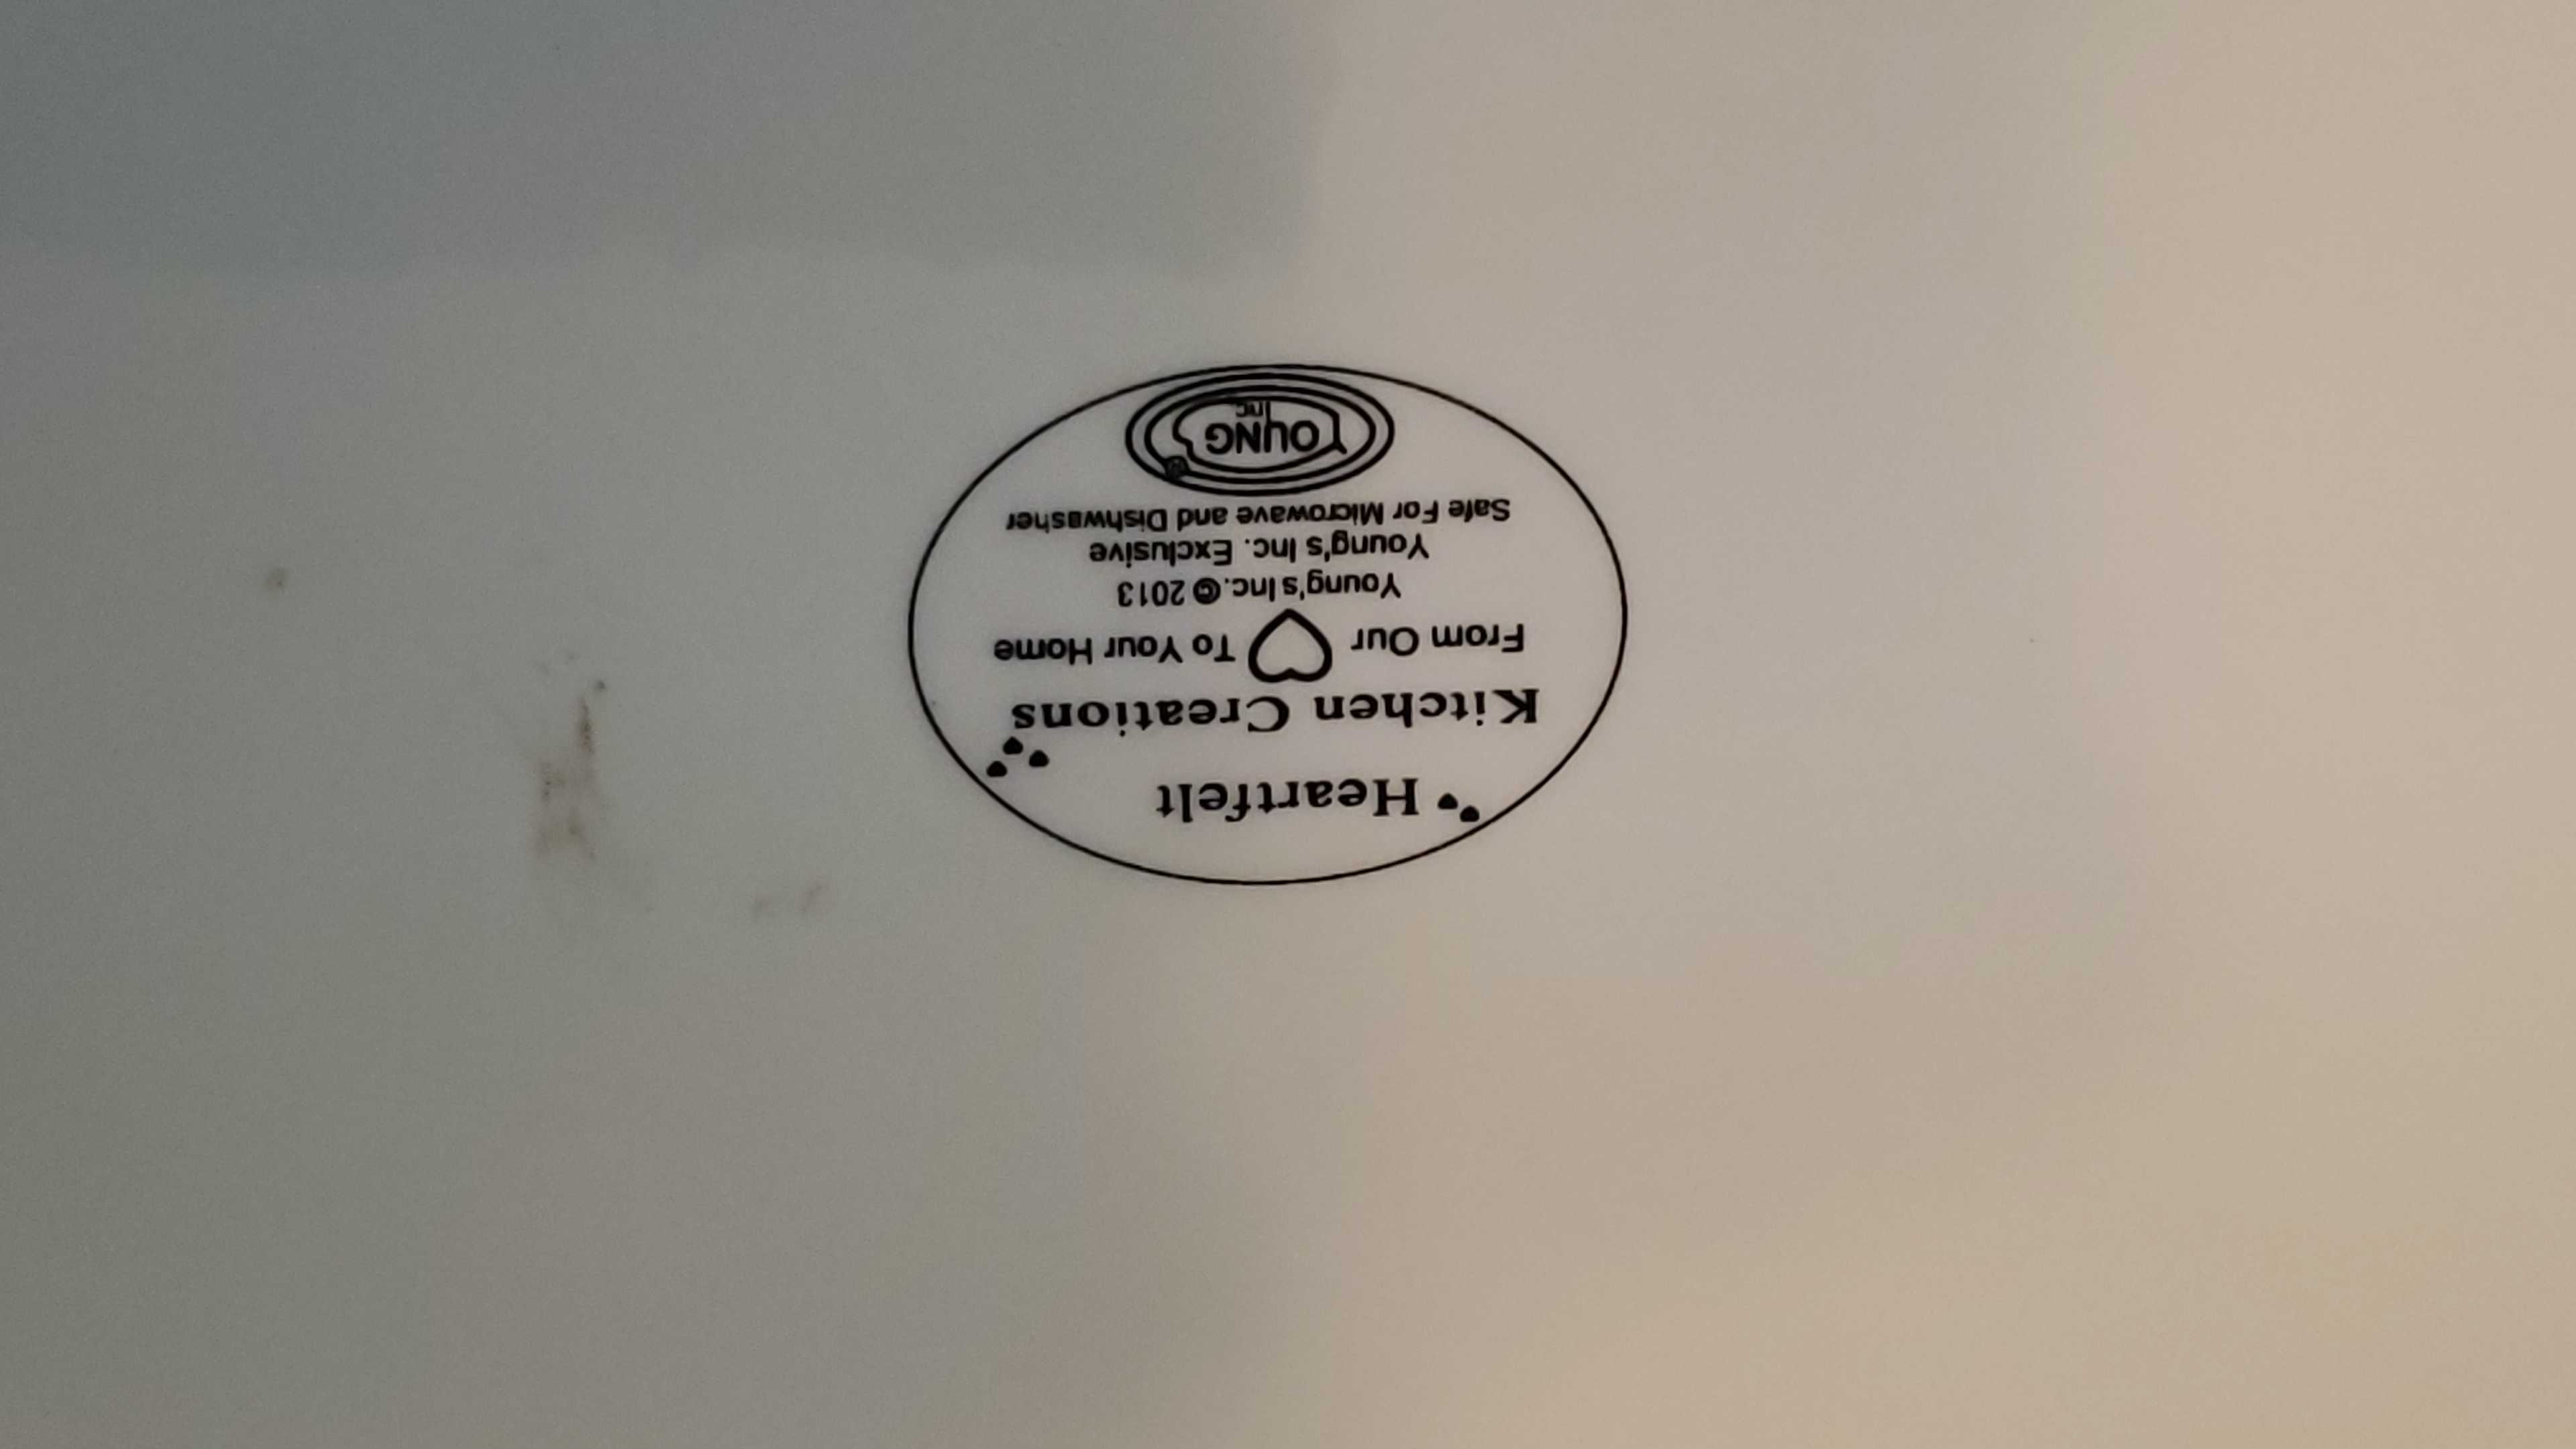 Heartfelt
Kitchen Creations
From Our To Your Home
Young's Inc. © 2013
Young's Inc. Exclusive
Safe For Microwave and Dishwasher
®
YOUNG
Inc